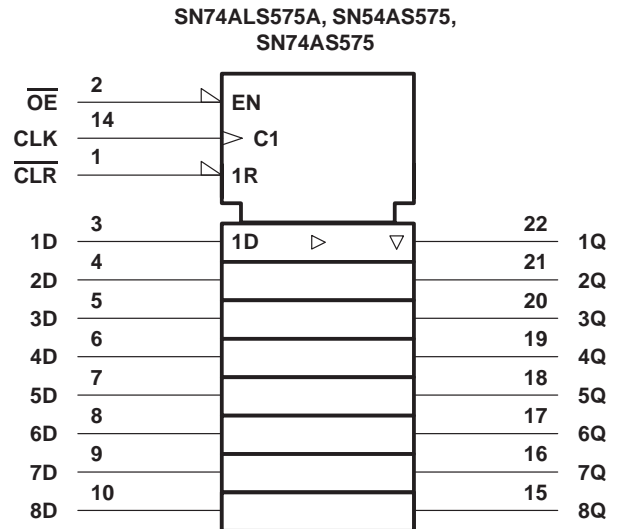 SN74ALS575A, SN54AS575,
SN74AS575
OE 2 EN
CLK 14 C1
CLR 1 1R
1D 3 1D 22 1Q
2D 4 21 2Q
3D 5 20 3Q
4D 6 19 4Q
5D 7 18 5Q
6D 8 17 6Q
7D 9 16 7Q
8D 10 15 8Q